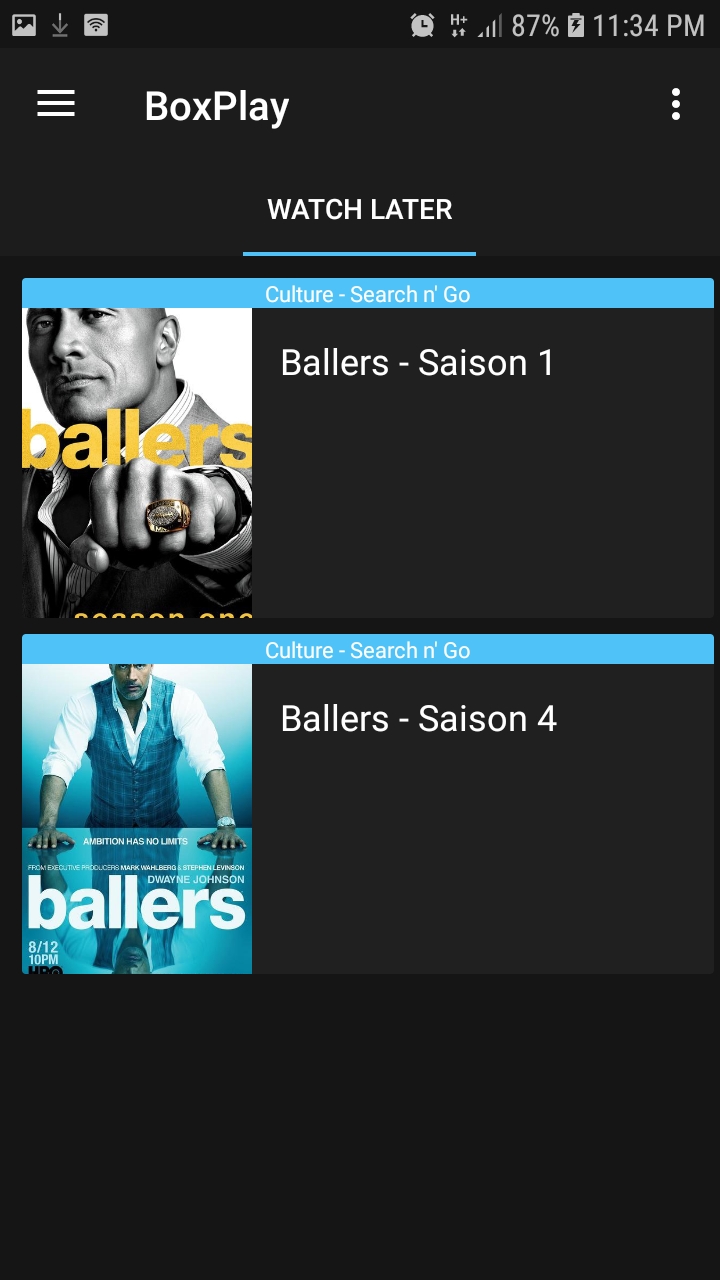 H+ 87% 11:34 PM
BoxPlay
WATCH LATER
Culture - Search n' Go
Ballers - Saison 1
ballers
season one
Culture - Search n' Go
Ballers - Saison 4
AMBITION HAS NO LIMITS
FROM EXECUTIVE PRODUCERS MARK WAHLBERG & STEPHEN LEVINSON
DWAYNE JOHNSON
ballers
8/12
10PM
HBO